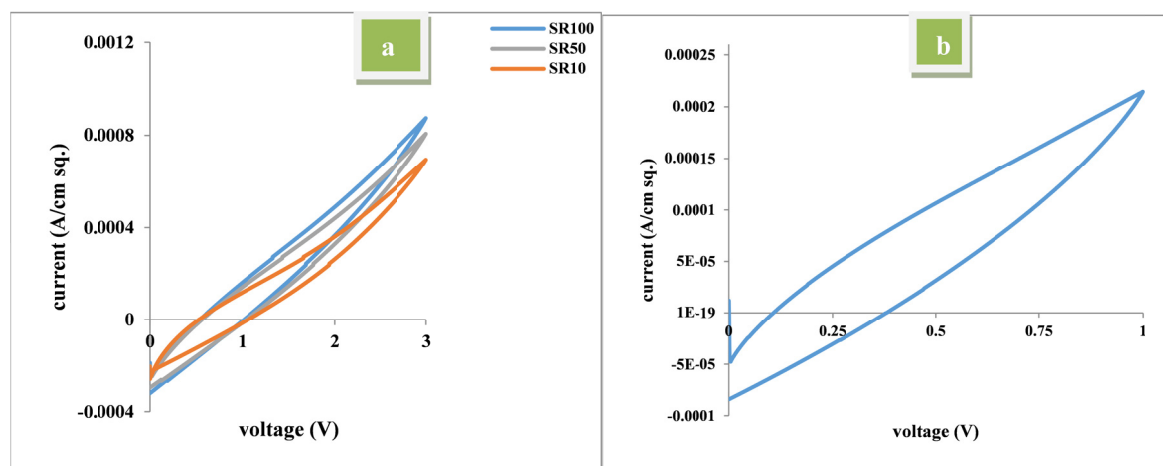 a
SR100
SR50
SR10
0.0012
0.0008
0.0004
0
-0.0004
0
1
2
3
current (A/cm sq.)
voltage (V)
b
0.00025
0.0002
0.00015
0.0001
5E-05
1E-19
-5E-05
-0.0001
0
0.25
0.5
0.75
1
current (A/cm sq.)
voltage (V)